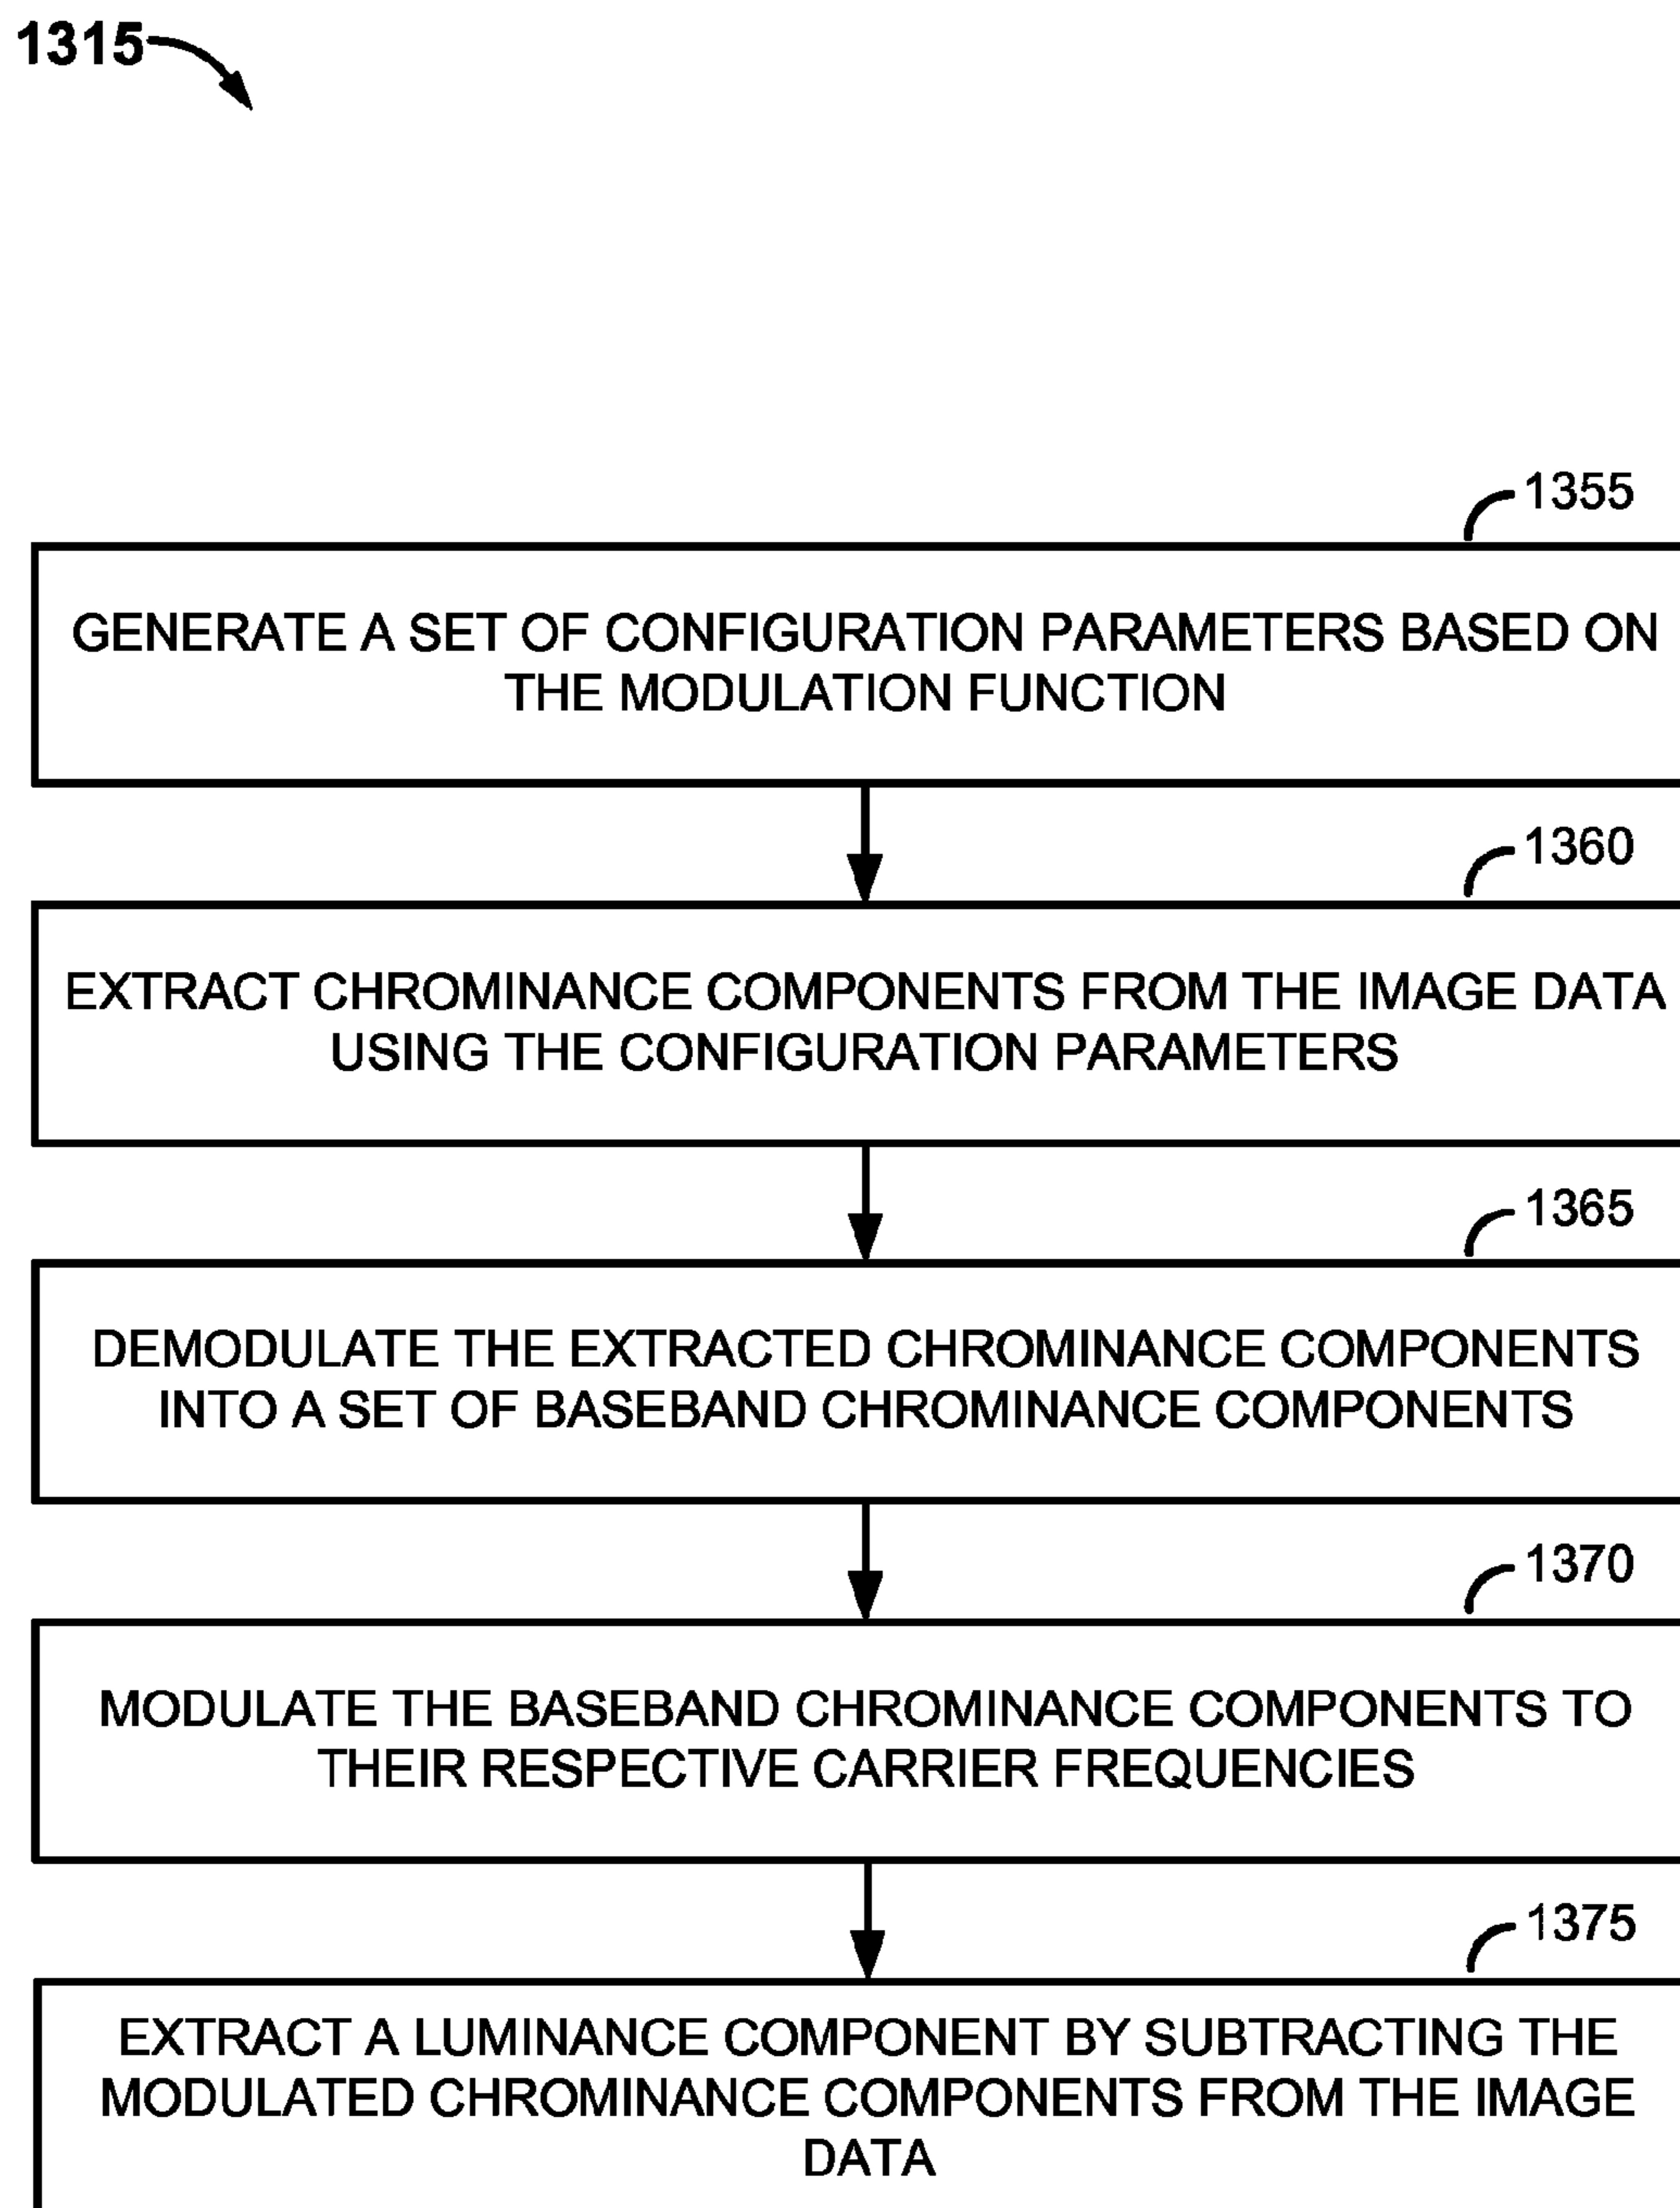 1315
1355
GENERATE A SET OF CONFIGURATION PARAMETERS BASED ON
THE MODULATION FUNCTION
1360
EXTRACT CHROMINANCE COMPONENTS FROM THE IMAGE DATA
USING THE CONFIGURATION PARAMETERS
1365
DEMODULATE THE EXTRACTED CHROMINANCE COMPONENTS
INTO A SET OF BASEBAND CHROMINANCE COMPONENTS
1370
MODULATE THE BASEBAND CHROMINANCE COMPONENTS TO
THEIR RESPECTIVE CARRIER FREQUENCIES
1375
EXTRACT A LUMINANCE COMPONENT BY SUBTRACTING THE
MODULATED CHROMINANCE COMPONENTS FROM THE IMAGE
DATA